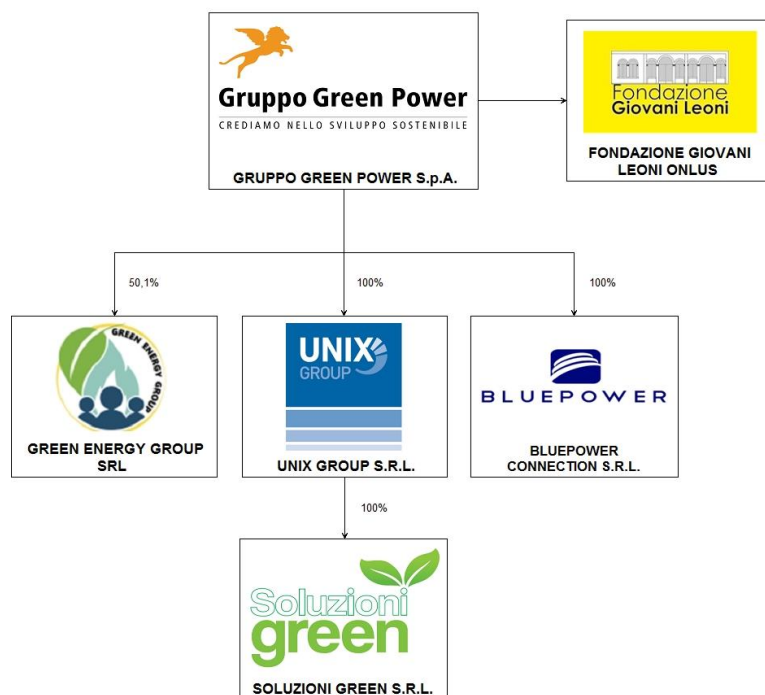 Gruppo Green Power
CREDIAMO NELLO SVILUPPO SOSTENIBILE
GRUPPO GREEN POWER S.p.A.
Fondazione
Giovani Leoni
FONDAZIONE GIOVANI
LEONI ONLUS
50,1%
100%
100%
GREEN ENERGY GROUP
GREEN ENERGY GROUP
SRL
UNIX
GROUP
UNIX GROUP S.R.L.
BLUEPOWER
BLUEPOWER
CONNECTION S.R.L.
100%
Soluzioni
green
SOLUZIONI GREEN S.R.L.